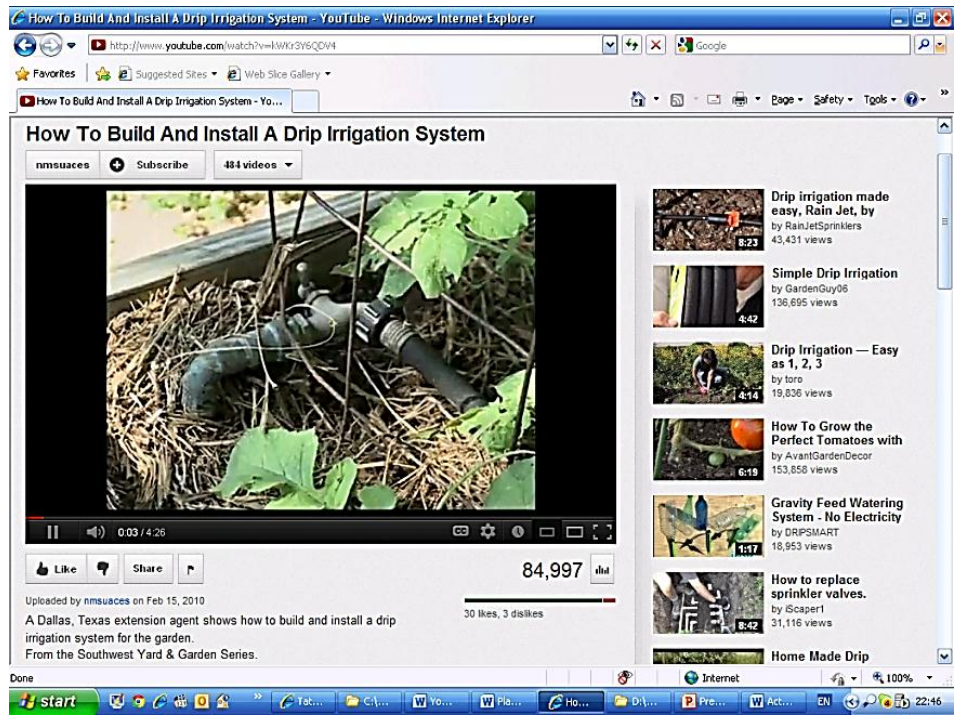 How To Build And Install A Drip Irrigation System - YouTube - Windows Internet Explorer
http://www.youtube.com/watch?v=kWKr3Y6QDV4
Google
Favorites
Suggested Sites
Web Slice Gallery
How To Build And Install A Drip Irrigation System - Yo...
Page
Safety
Tools
How To Build And Install A Drip Irrigation System
nmsuaces
Subscribe
484 videos
0:03 / 4:26
CC
Like
Share
84,997
Uploaded by nmsuaces on Feb 15, 2010
30 likes, 3 dislikes
A Dallas, Texas extension agent shows how to build and install a drip
irrigation system for the garden.
From the Southwest Yard & Garden Series.
8:23
Drip irrigation made
easy, Rain Jet, by
by RainJetSprinklers
43,431 views
4:42
Simple Drip Irrigation
by GardenGuy06
136,695 views
4:14
Drip Irrigation — Easy
as 1, 2, 3
by toro
19,836 views
6:19
How To Grow the
Perfect Tomatoes with
by AvantGardenDecor
153,858 views
1:17
Gravity Feed Watering
System - No Electricity
by DRIPSMART
18,953 views
8:42
How to replace
sprinkler valves.
by iScaper1
31,116 views
Home Made Drip
Done
Internet
100%
start
Tat...
C:\...
Yo...
Pla...
Ho...
D:\...
Pre...
Act...
EN
22:46